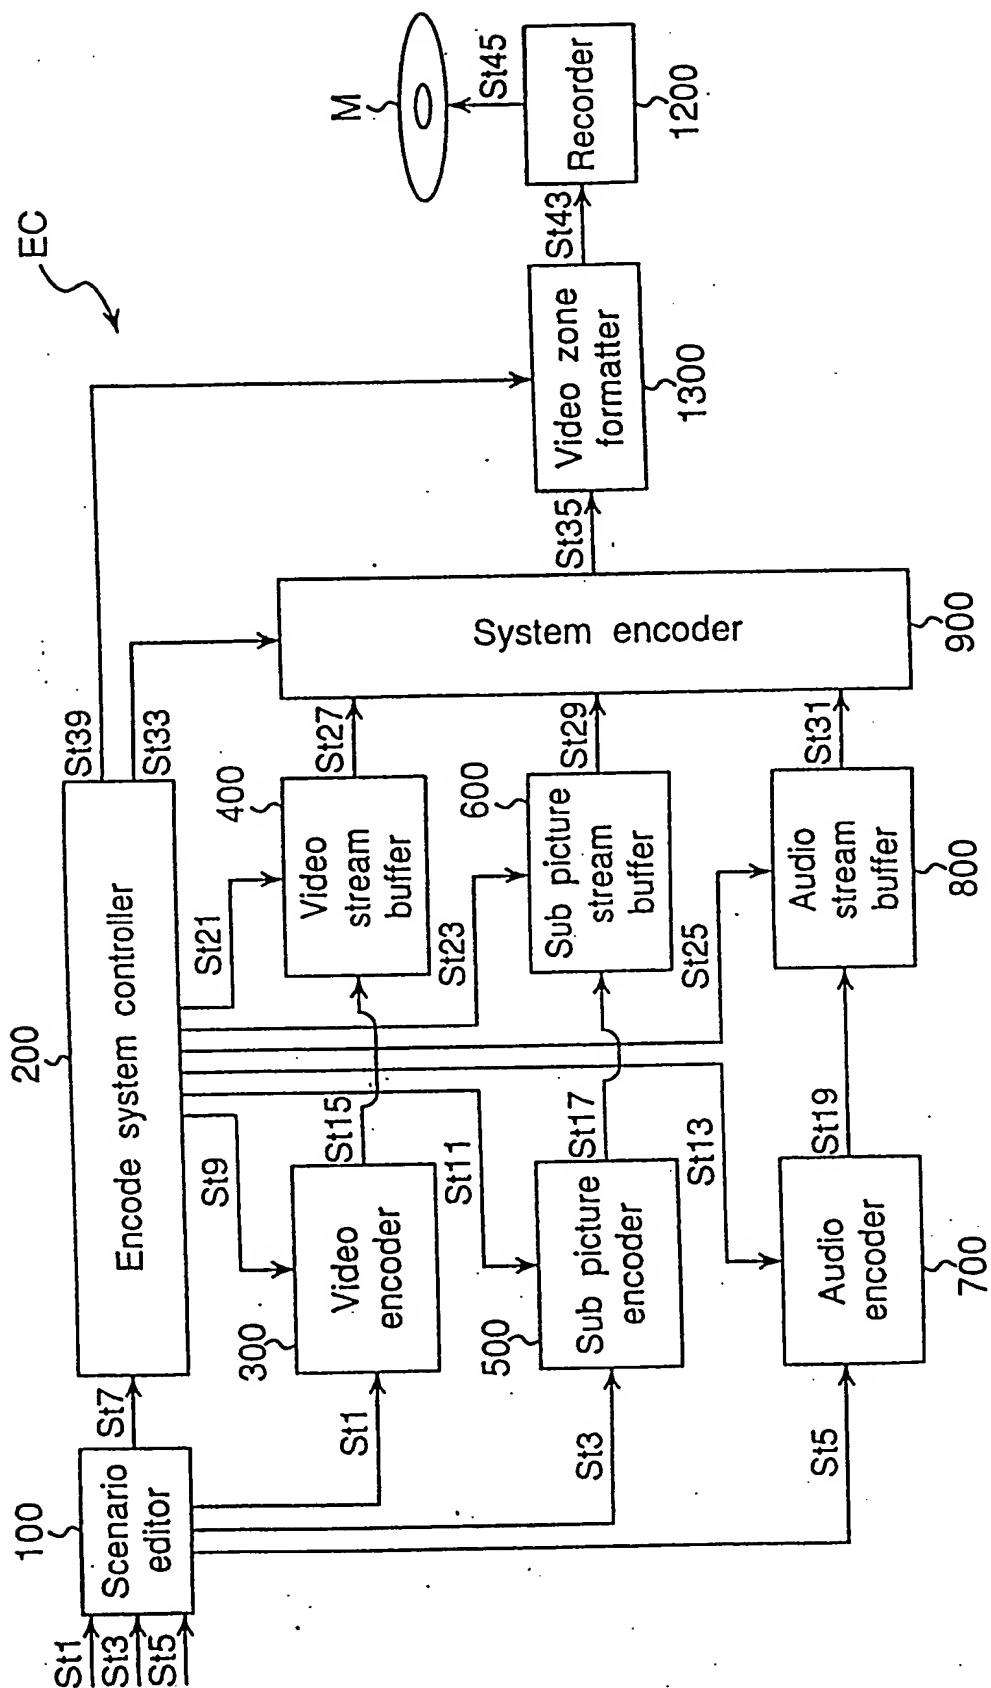 EC
100
Scenario
editor
St1
St3
St5
St7
200
Encode system controller
St39
St33
St9
St21
St11
St23
St13
St25
St1
300
Video
encoder
St15
400
Video
stream
buffer
St27
St3
500
Sub picture
encoder
St17
600
Sub picture
stream
buffer
St29
St5
Audio
encoder
700
St19
Audio
stream
buffer
800
St31
System encoder
900
St35
Video zone
formatter
1300
St43
Recorder
1200
St45
M